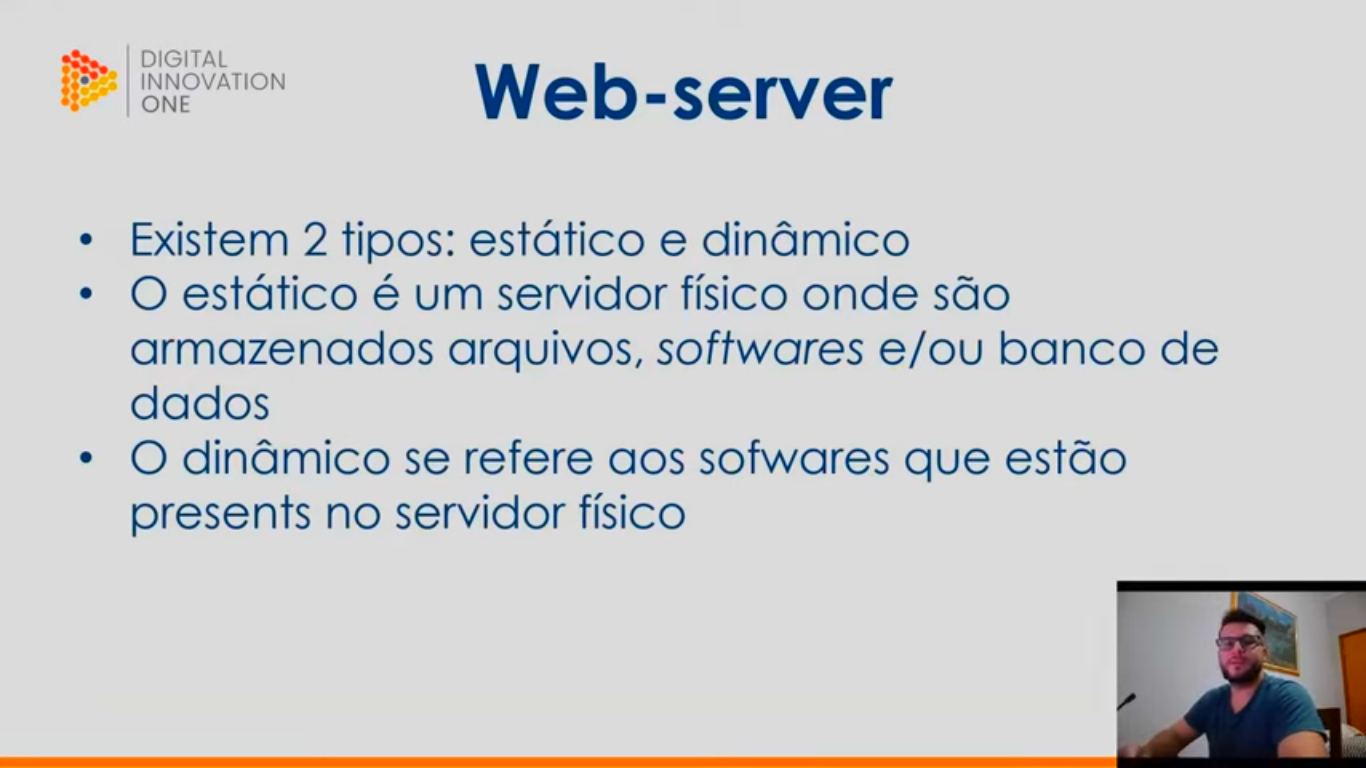 DIGITAL
INNOVATION
ONE
Web-server
• Existem 2 tipos: estático e dinâmico
• O estático é um servidor físico onde são
armazenados arquivos, softwares e/ou banco de
dados
• O dinâmico se refere aos sofwares que estão
presents no servidor físico